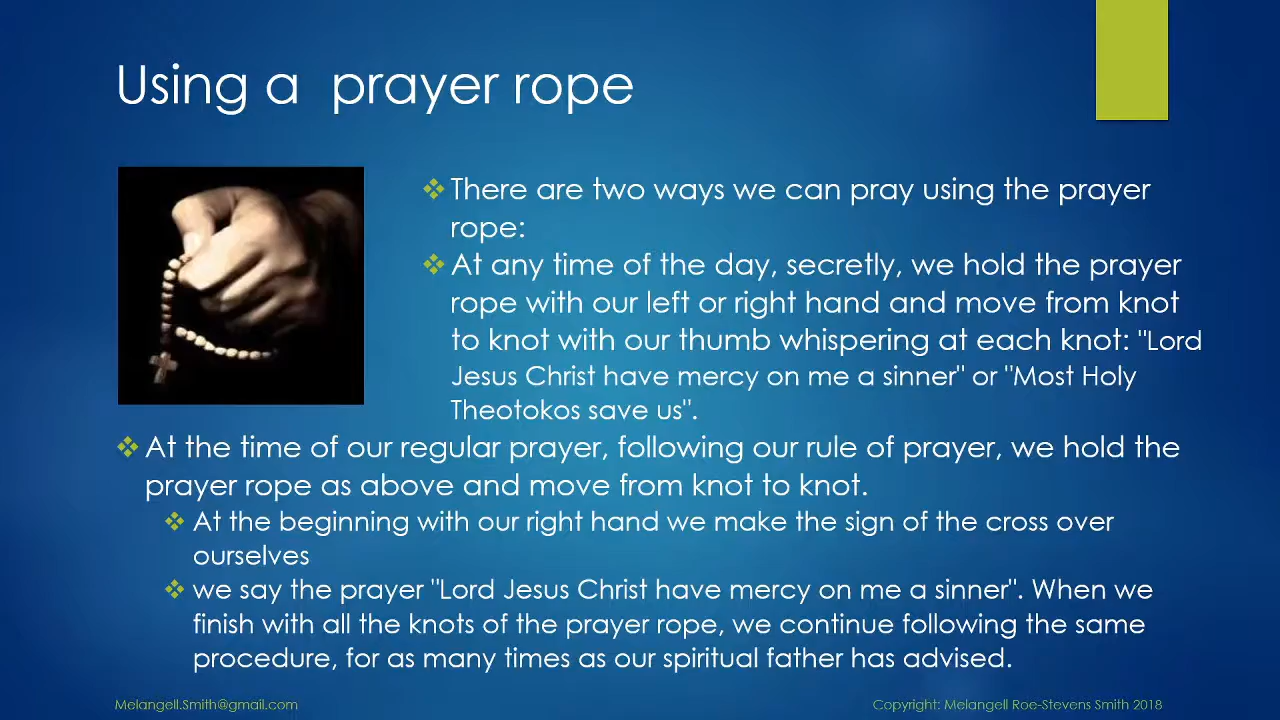 Using a  prayer rope
There are two ways we can pray using the prayer
rope:
At any time of the day, secretly, we hold the prayer
rope with our left or right hand and move from knot
to knot with our thumb whispering at each knot: "Lord
Jesus Christ have mercy on me a sinner" or "Most Holy
Theotokos save us".
At the time of our regular prayer, following our rule of prayer, we hold the
prayer rope as above and move from knot to knot.
At the beginning with our right hand we make the sign of the cross over
ourselves
we say the prayer "Lord Jesus Christ have mercy on me a sinner". When we
finish with all the knots of the prayer rope, we continue following the same
procedure, for as many times as our spiritual father has advised.
Melangell.Smith@gmail.com
Copyright: Melangell Roe-Stevens Smith 2018